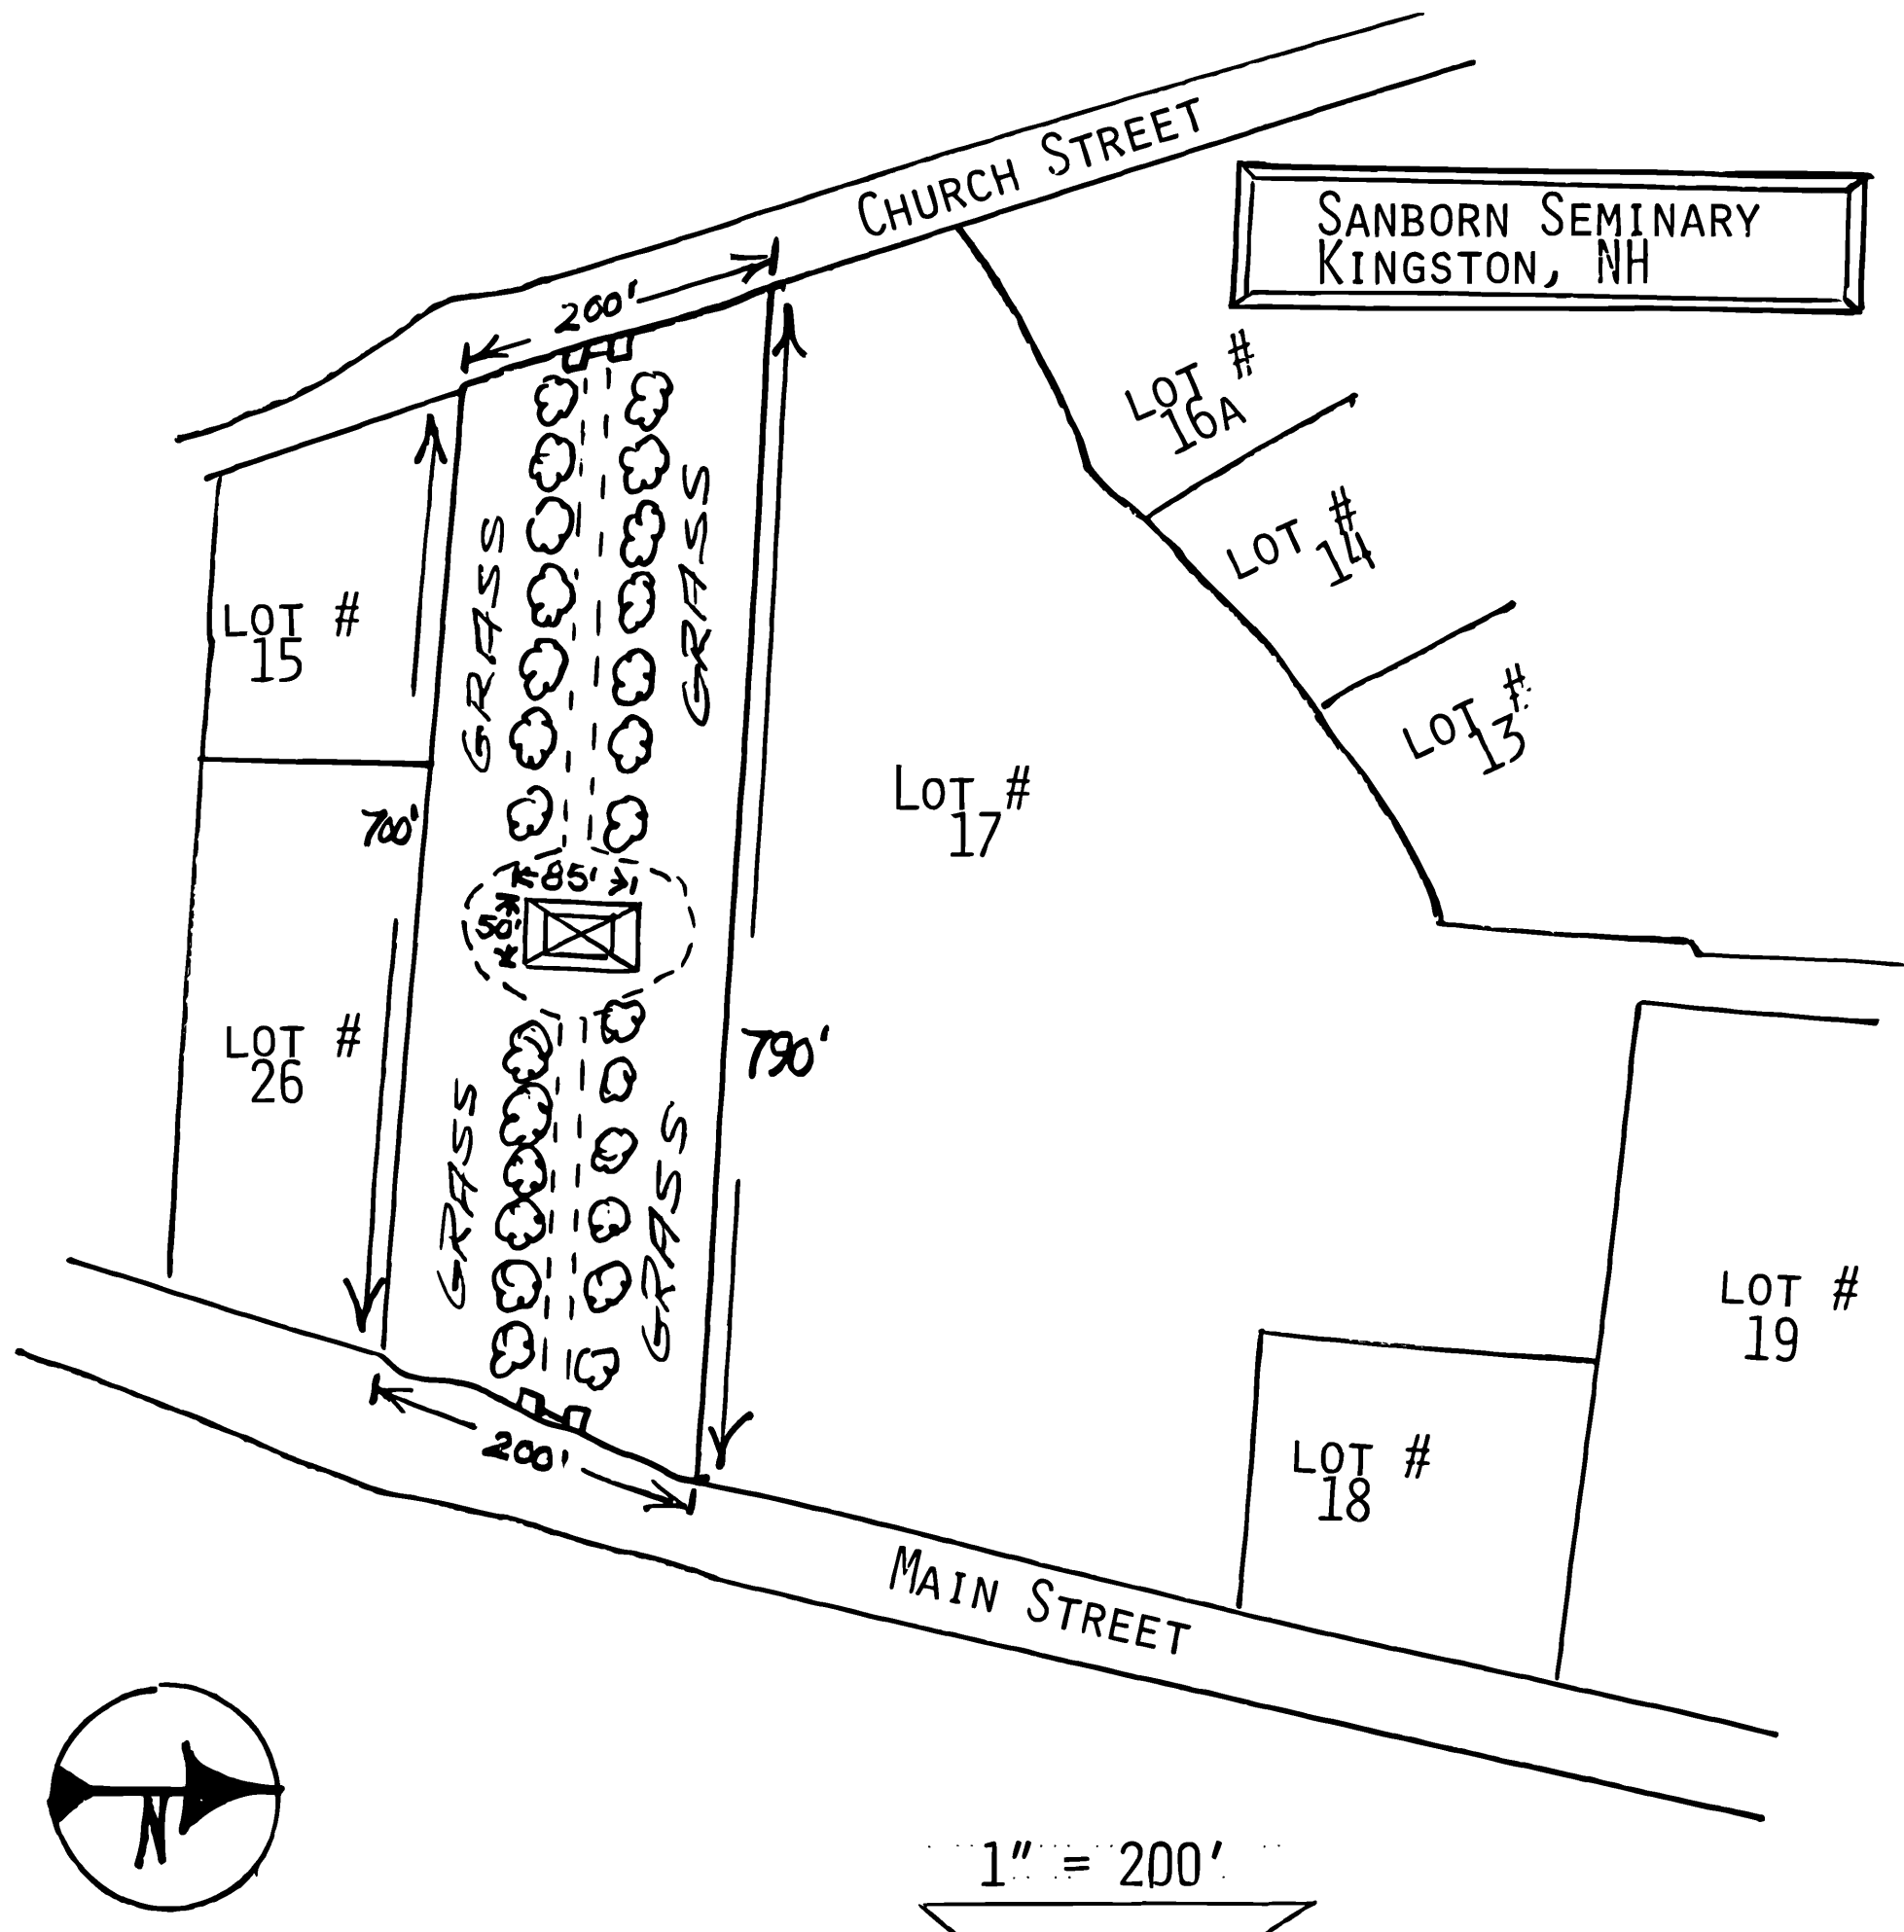 CHURCH STREET
SANBORN SEMINARY
KINGSTON, NH
200'
LOT #
16A
LOT #
14
LOT #
13
GRASS
GRASS
LOT #
15
LOT #
17
700'
85'
50'
LOT #
26
790'
GRASS
GRASS
LOT #
19
LOT #
18
200'
MAIN STREET
N
1" = 200'